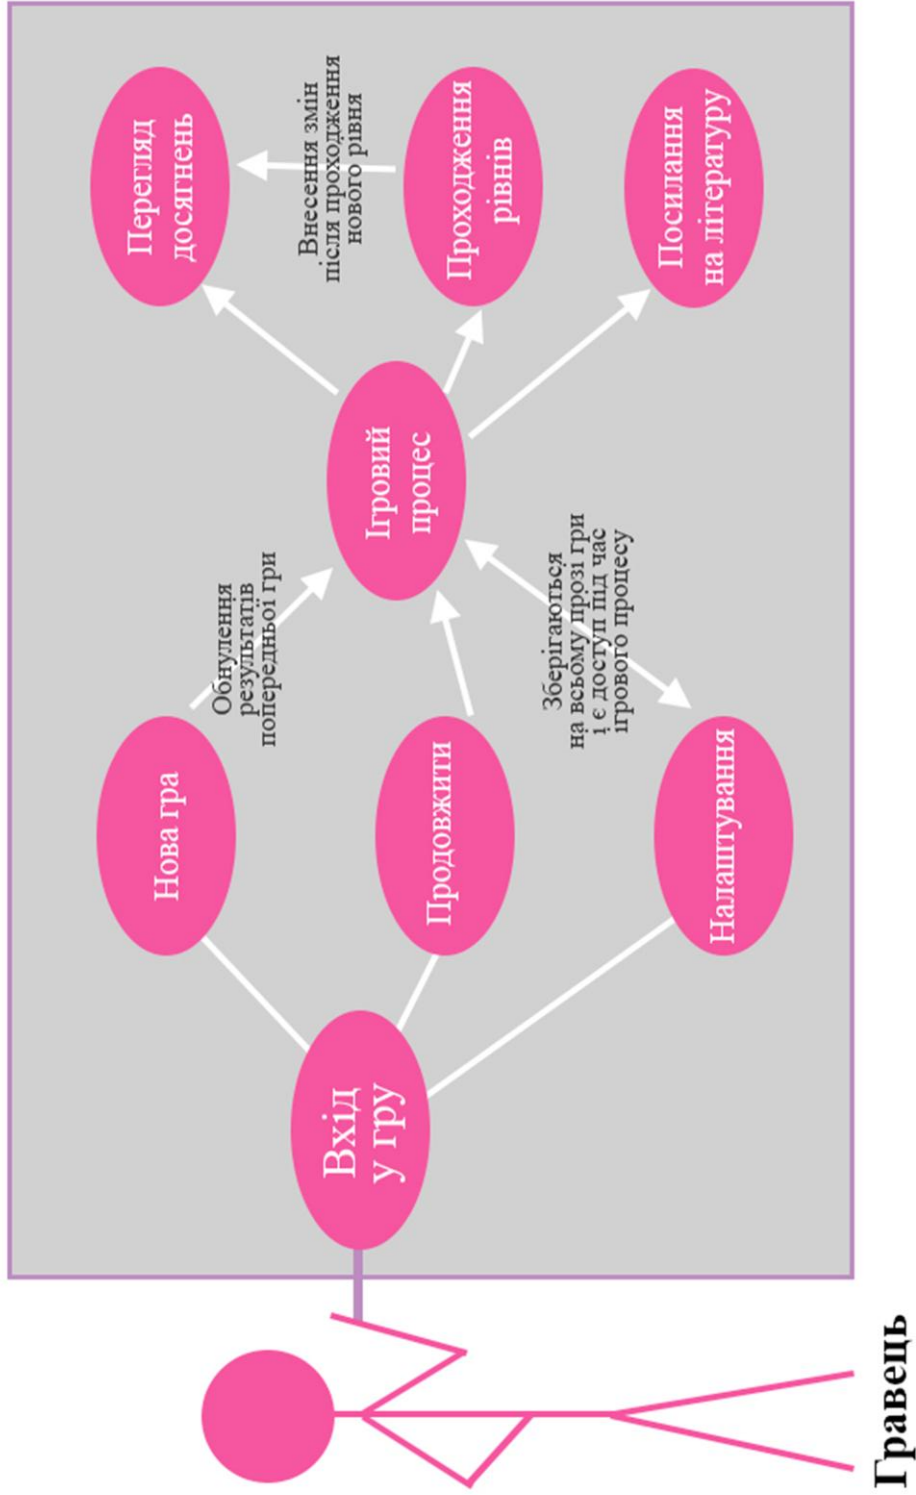 Гравець
Вхід
у гру
Нова гра
Продовжити
Налаштування
Обнулення
результатів
попередньої гри
Зберігаються
на всьому прозі гри
і є доступ під час
ігрового процесу
Ігровий
процес
Перегляд
досягнень
Внесення змін
після проходження
нового рівня
Проходження
рівнів
Посилання
на літературу